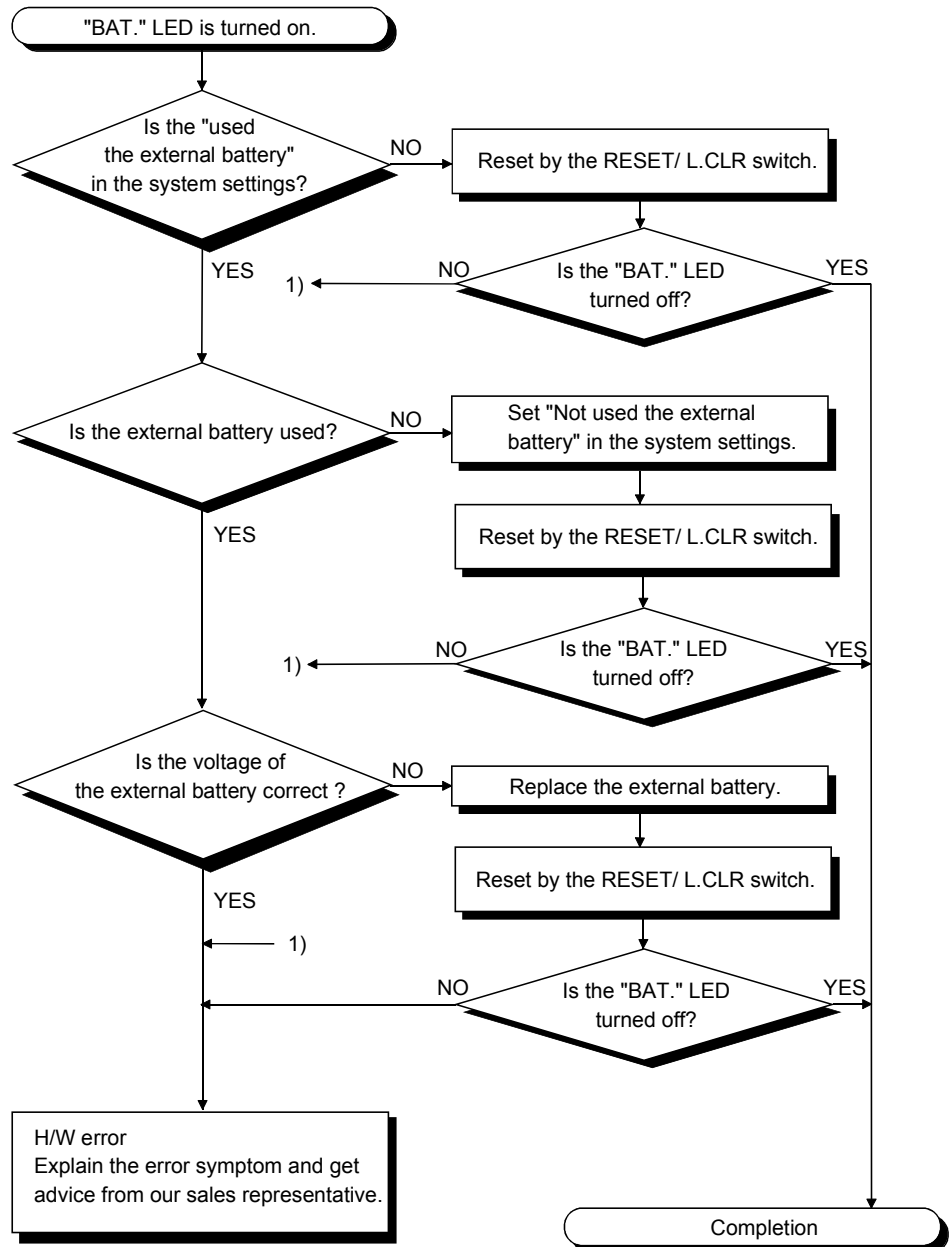 "BAT." LED is turned on.
Is the "used
the external battery"
in the system settings?
NO
Reset by the RESET/ L.CLR switch.
YES
1)
NO
Is the "BAT." LED
turned off?
YES
Is the external battery used?
NO
Set "Not used the external
battery" in the system settings.
YES
Reset by the RESET/ L.CLR switch.
1)
NO
Is the "BAT." LED
turned off?
YES
Is the voltage of
the external battery correct ?
NO
Replace the external battery.
YES
Reset by the RESET/ L.CLR switch.
1)
NO
Is the "BAT." LED
turned off?
YES
H/W error
Explain the error symptom and get
advice from our sales representative.
Completion